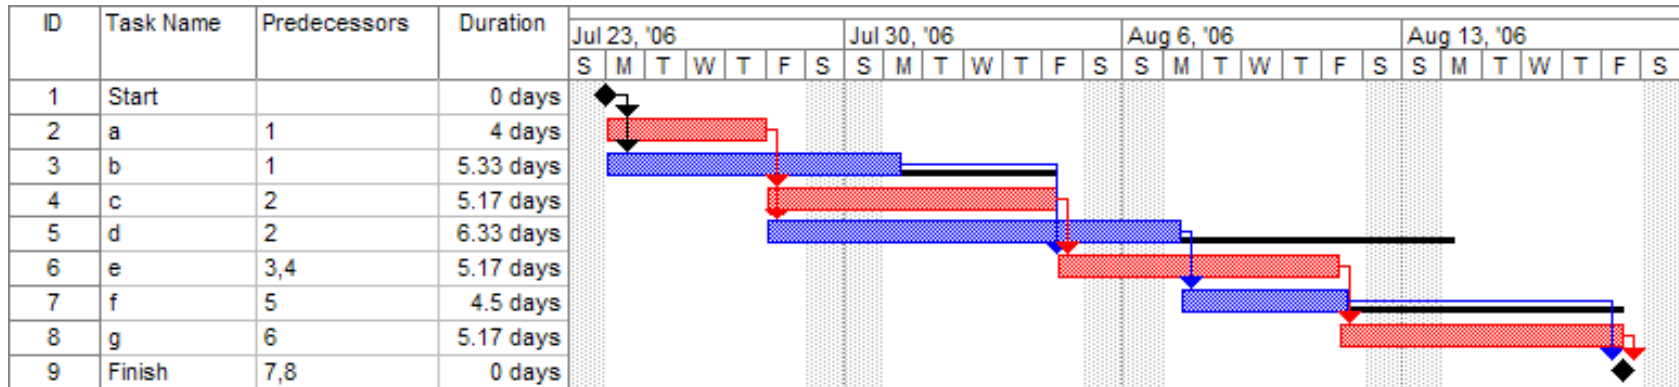 ID Task Name Predecessors Duration
Jul 23, '06 Jul 30, '06 Aug 6, '06 Aug 13, '06
S M T W T F S S M T W T F S S M T W T F S S M T W T F S
1 Start 0 days
2 a 1 4 days
3 b 1 5.33 days
4 c 2 5.17 days
5 d 2 6.33 days
6 e 3,4 5.17 days
7 f 5 4.5 days
8 g 6 5.17 days
9 Finish 7,8 0 days